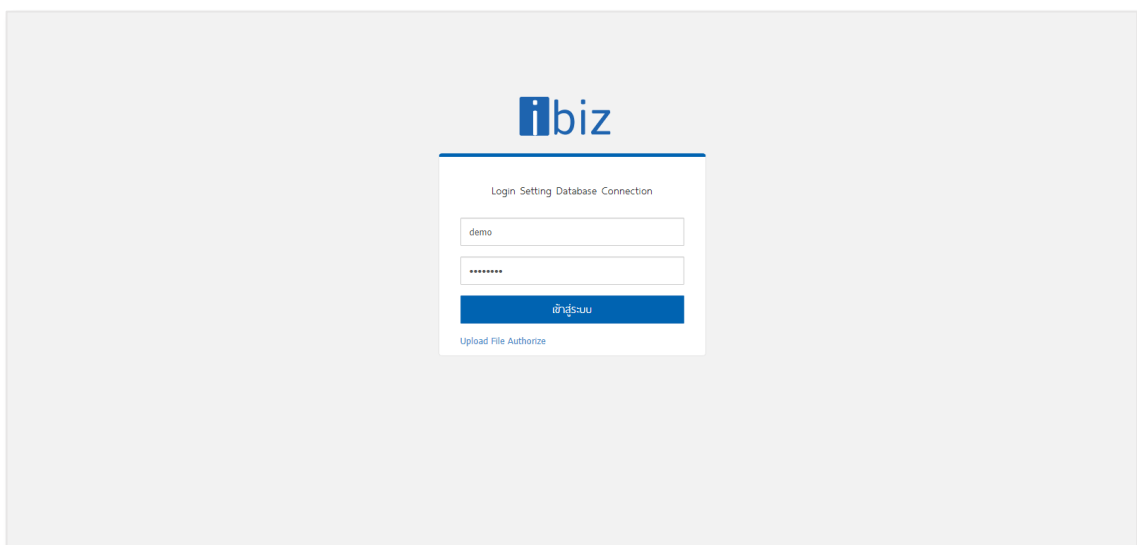 ibiz
Login Setting Database Connection
demo
••••••••
เข้าสู่ระบบ
Upload File Authorize